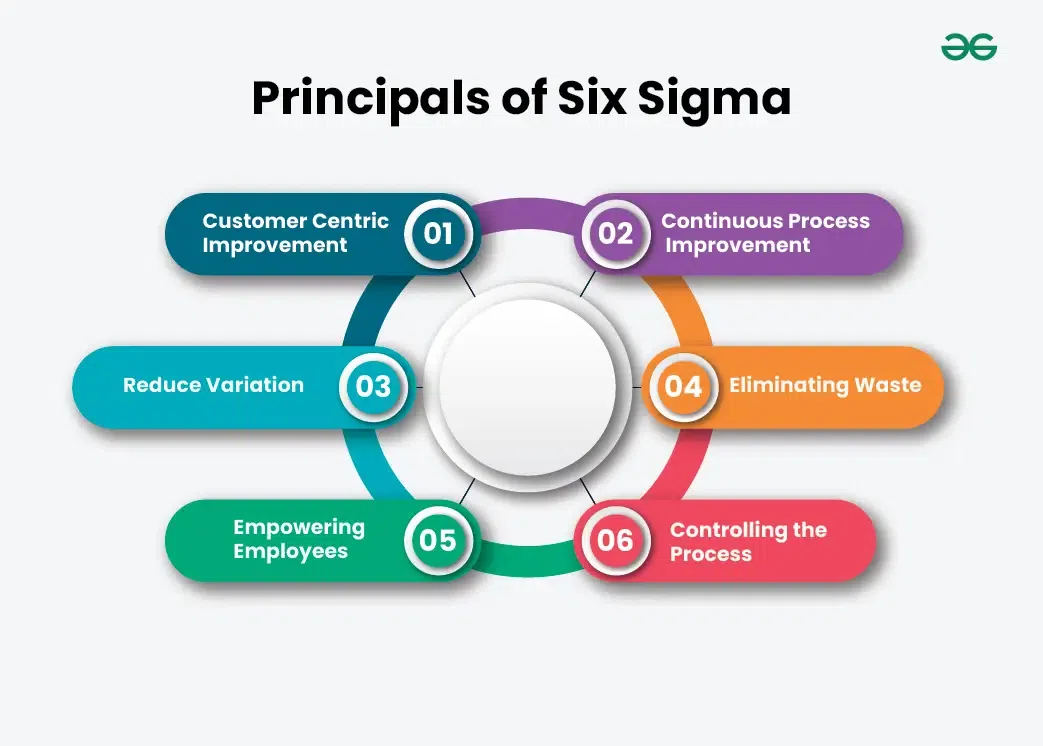 Principals of Six Sigma
Customer Centric
Improvement
01
02
Continuous Process
Improvement
Reduce Variation
03
04
Eliminating Waste
Empowering
Employees
05
06
Controlling the
Process